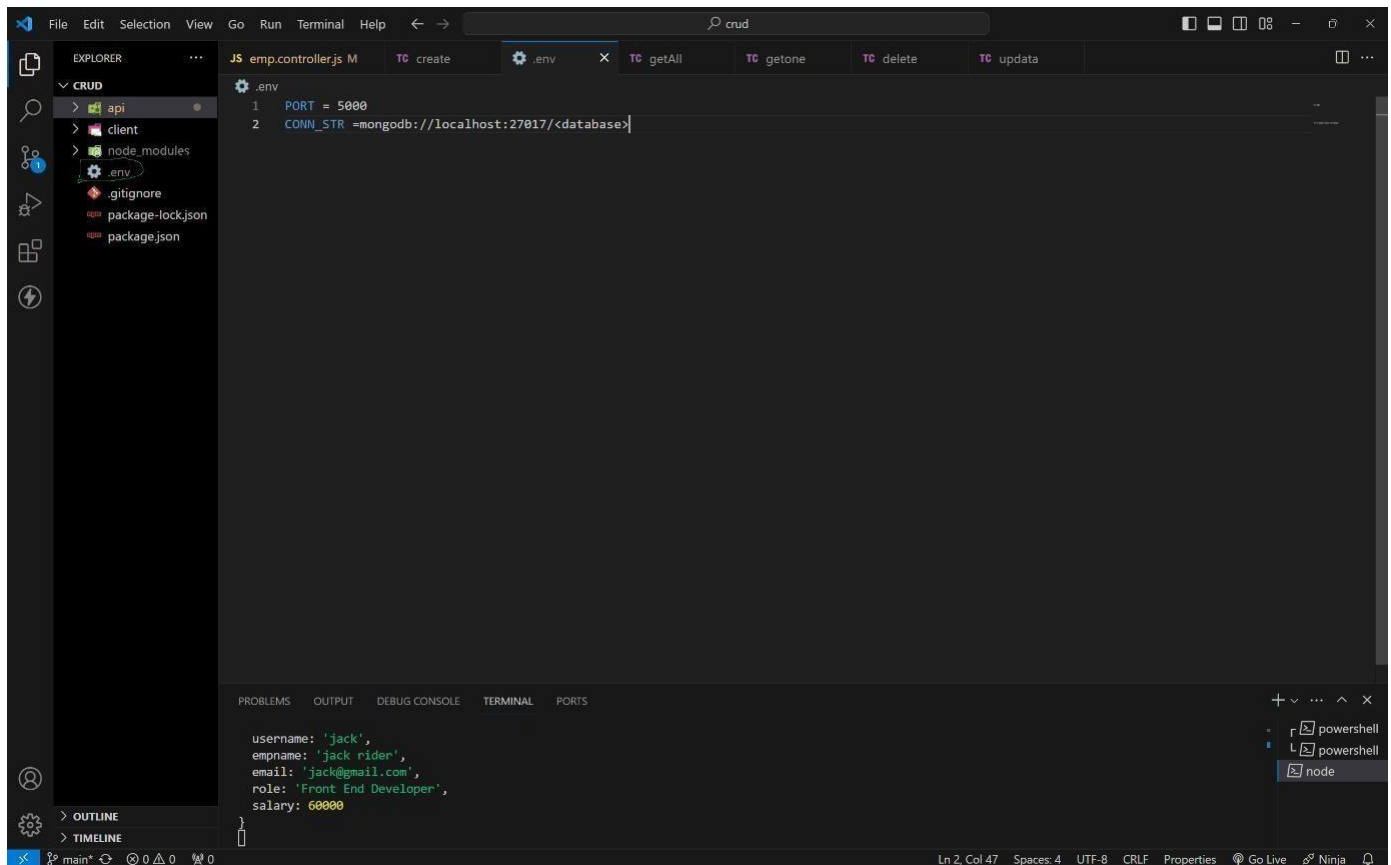 File Edit Selection View Go Run Terminal Help
crud
EXPLORER
JS emp.controller.js M
TC create
.env
TC getAll
TC getone
TC delete
TC updata
CRUD
api
client
node_modules
.env
.gitignore
package-lock.json
package.json
.env
1 PORT = 5000
2 CONN_STR =mongodb://localhost:27017/<database>
1
PROBLEMS OUTPUT DEBUG CONSOLE TERMINAL PORTS
username: 'jack',
empname: 'jack rider',
email: 'jack@gmail.com',
role: 'Front End Developer',
salary: 60000
}
powershell
powershell
node
OUTLINE
TIMELINE
main* 0 0 0
Ln 2, Col 47 Spaces: 4 UTF-8 CRLF Properties Go Live Ninja